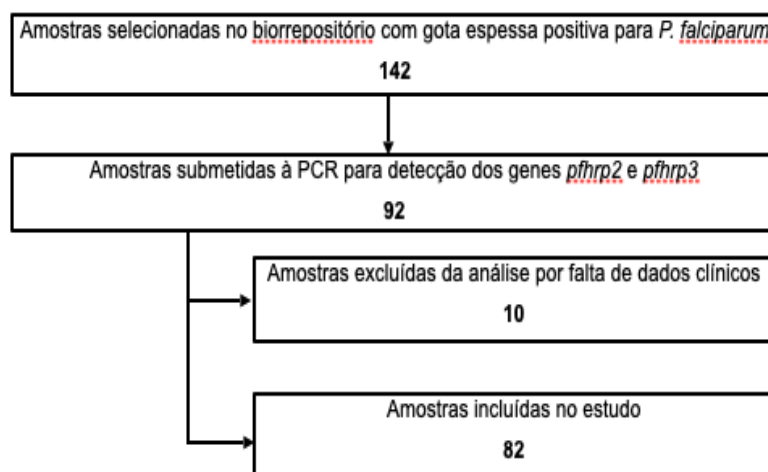 Amostras selecionadas no biorrepositório com gota espessa positiva para P. falciparum
142
Amostras submetidas à PCR para detecção dos genes pfhrp2 e pfhrp3
92
Amostras excluídas da análise por falta de dados clínicos
10
Amostras incluídas no estudo
82